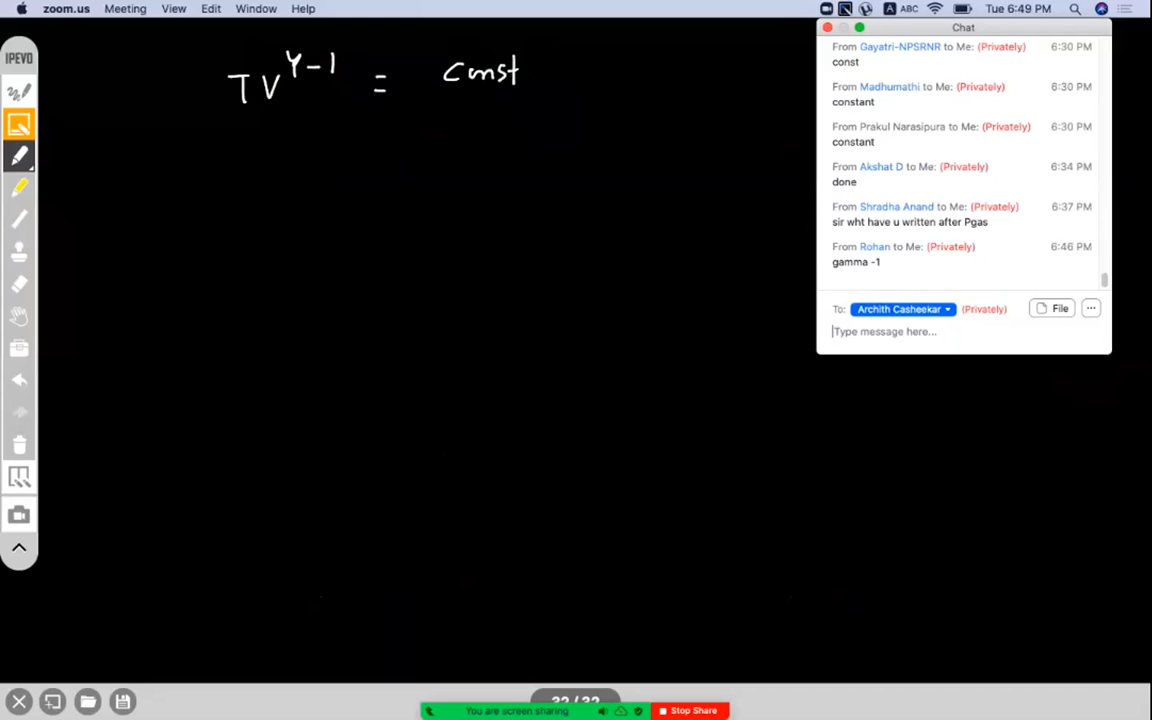 zoom.us Meeting View Edit Window Help
A ABC Tue 6:49 PM
IPEVO
TV^γ-1 = const
Chat
From Gayatri-NPSRNR to Me: (Privately) 6:30 PM
const
From Madhumathi to Me: (Privately) 6:30 PM
constant
From Prakul Narasipura to Me: (Privately) 6:30 PM
constant
From Akshat D to Me: (Privately) 6:34 PM
done
From Shradha Anand to Me: (Privately) 6:37 PM
sir wht have u written after Pgas
From Rohan to Me: (Privately) 6:46 PM
gamma -1
To: Archith Casheekar (Privately) File ...
Type message here...
32/32
You are screen sharing Stop Share